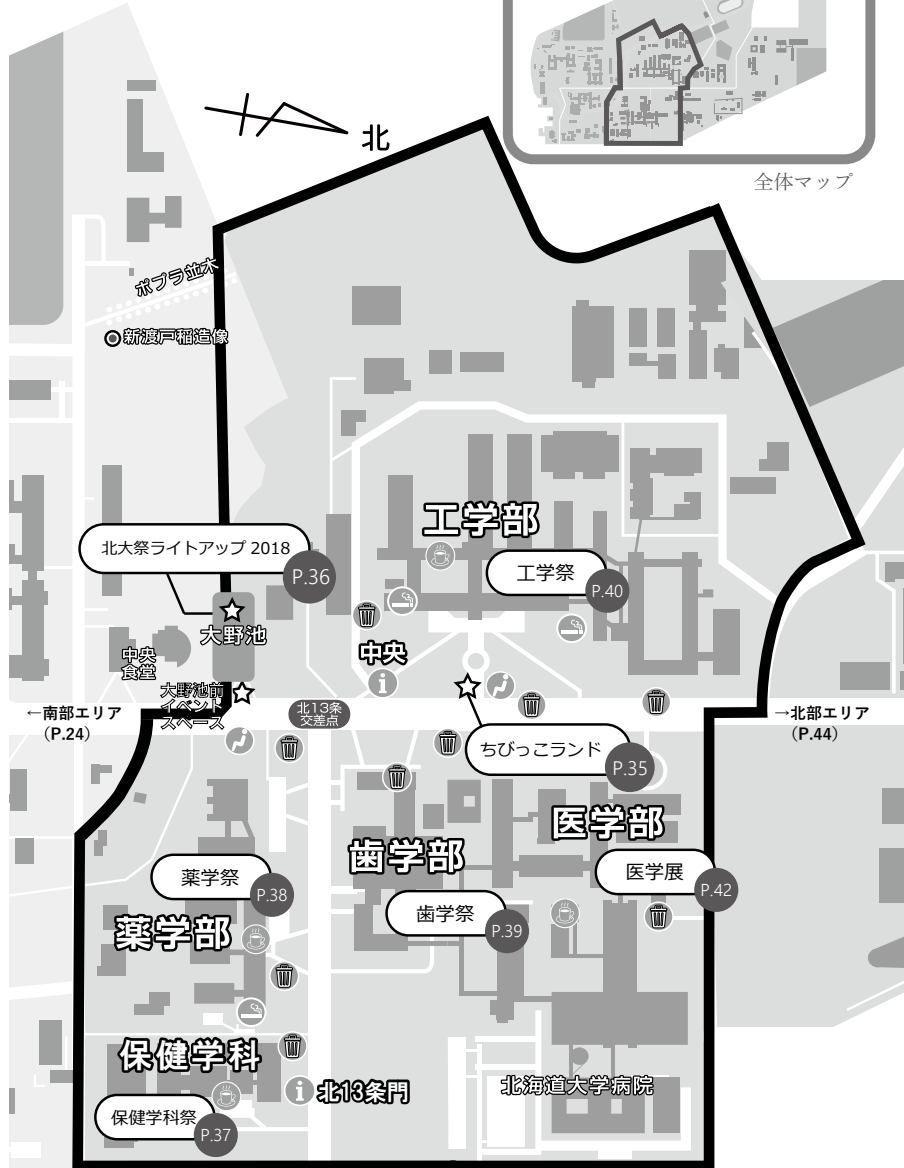 北
全体マップ
ポプラ並木
新渡戸稲造像
工学部
北大祭ライトアップ 2018
P.36
工学祭
P.40
大野池
中央
食堂
中央
大野池前
イベント
スペース
←南部エリア
(P.24)
北13条
交差点
→北部エリア
(P.44)
ちびっこランド
P.35
医学部
歯学部
薬学祭
P.38
医学展
P.42
歯学祭
P.39
薬学部
保健学科
北13条門
北海道大学病院
保健学科祭
P.37